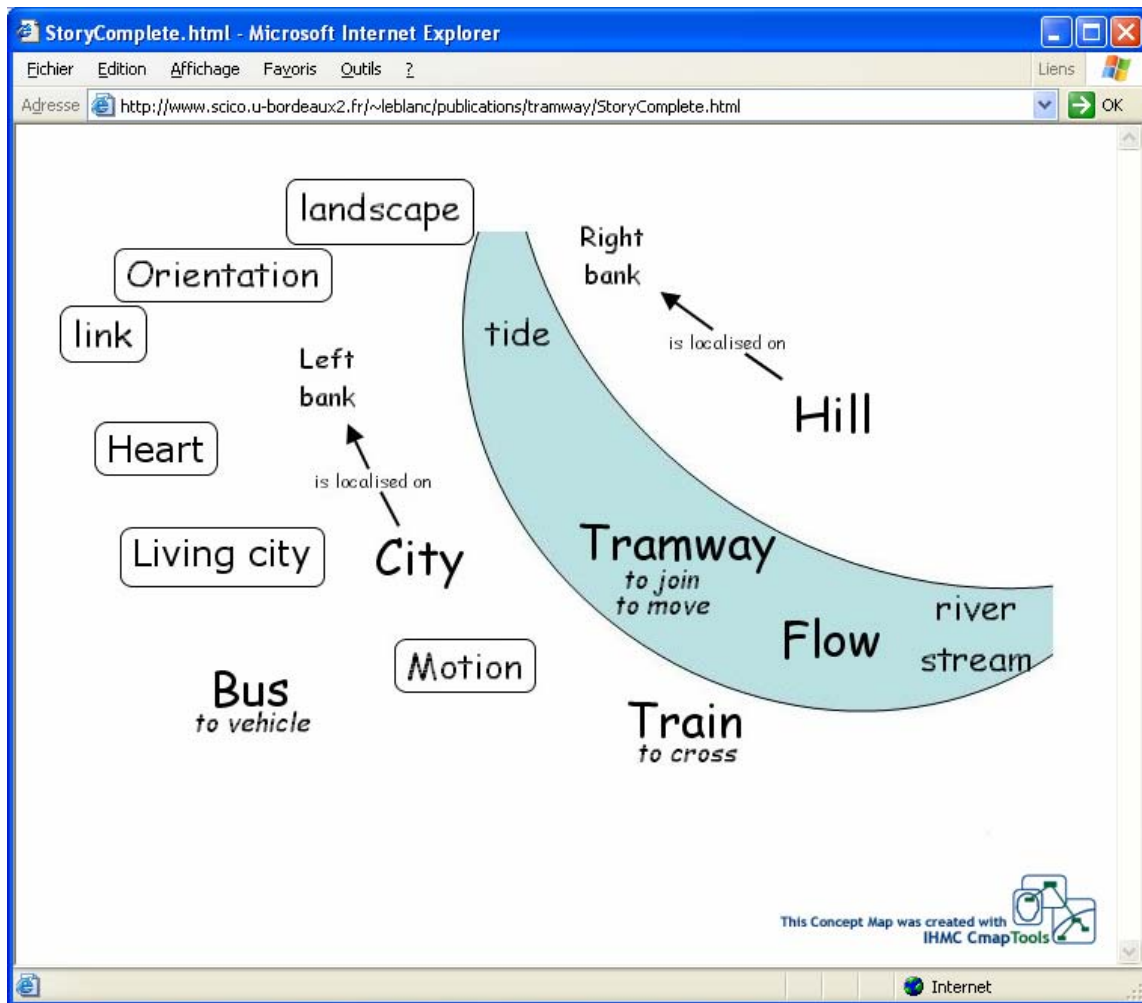 StoryComplete.html - Microsoft Internet Explorer
Fichier Edition Affichage Favoris Outils ? Liens
Adresse http://www.scico.u-bordeaux2.fr/~leblanc/publications/tramway/StoryComplete.html OK
landscape
Right
bank
Orientation
link
tide
is localised on
Left
bank
Hill
Heart
is localised on
Living city
City
Tramway
to join
to move
river
Flow
stream
Motion
Bus
to vehicle
Train
to cross
This Concept Map was created with
IHMC CmapTools
Internet